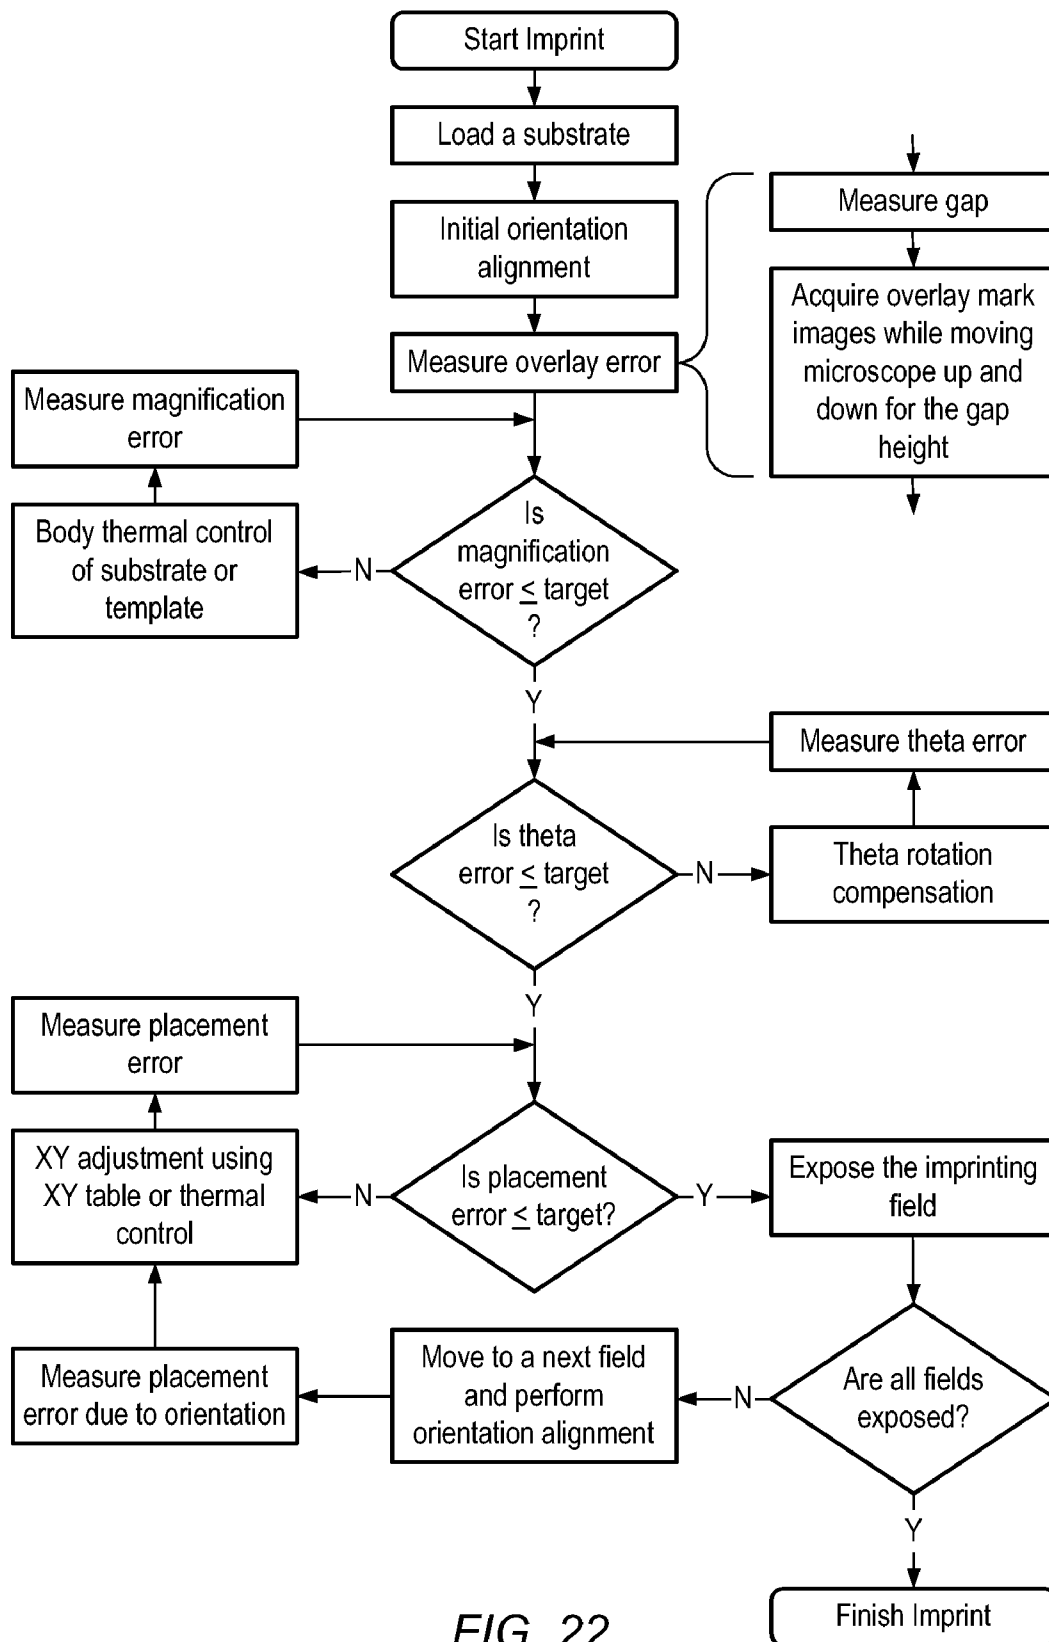 Start Imprint
Load a substrate
Initial orientation
alignment
Measure overlay error
Measure gap
Acquire overlay mark
images while moving
microscope up and
down for the gap
height
Measure magnification
error
Body thermal control
of substrate or
template
N
Is
magnification
error ≤ target
?
Y
Measure theta error
Is theta
error ≤ target
?
N
Theta rotation
compensation
Y
Measure placement
error
XY adjustment using
XY table or thermal
control
N
Is placement
error ≤ target?
Y
Expose the imprinting
field
Measure placement
error due to orientation
Move to a next field
and perform
orientation alignment
N
Are all fields
exposed?
Y
Finish Imprint
FIG. 22